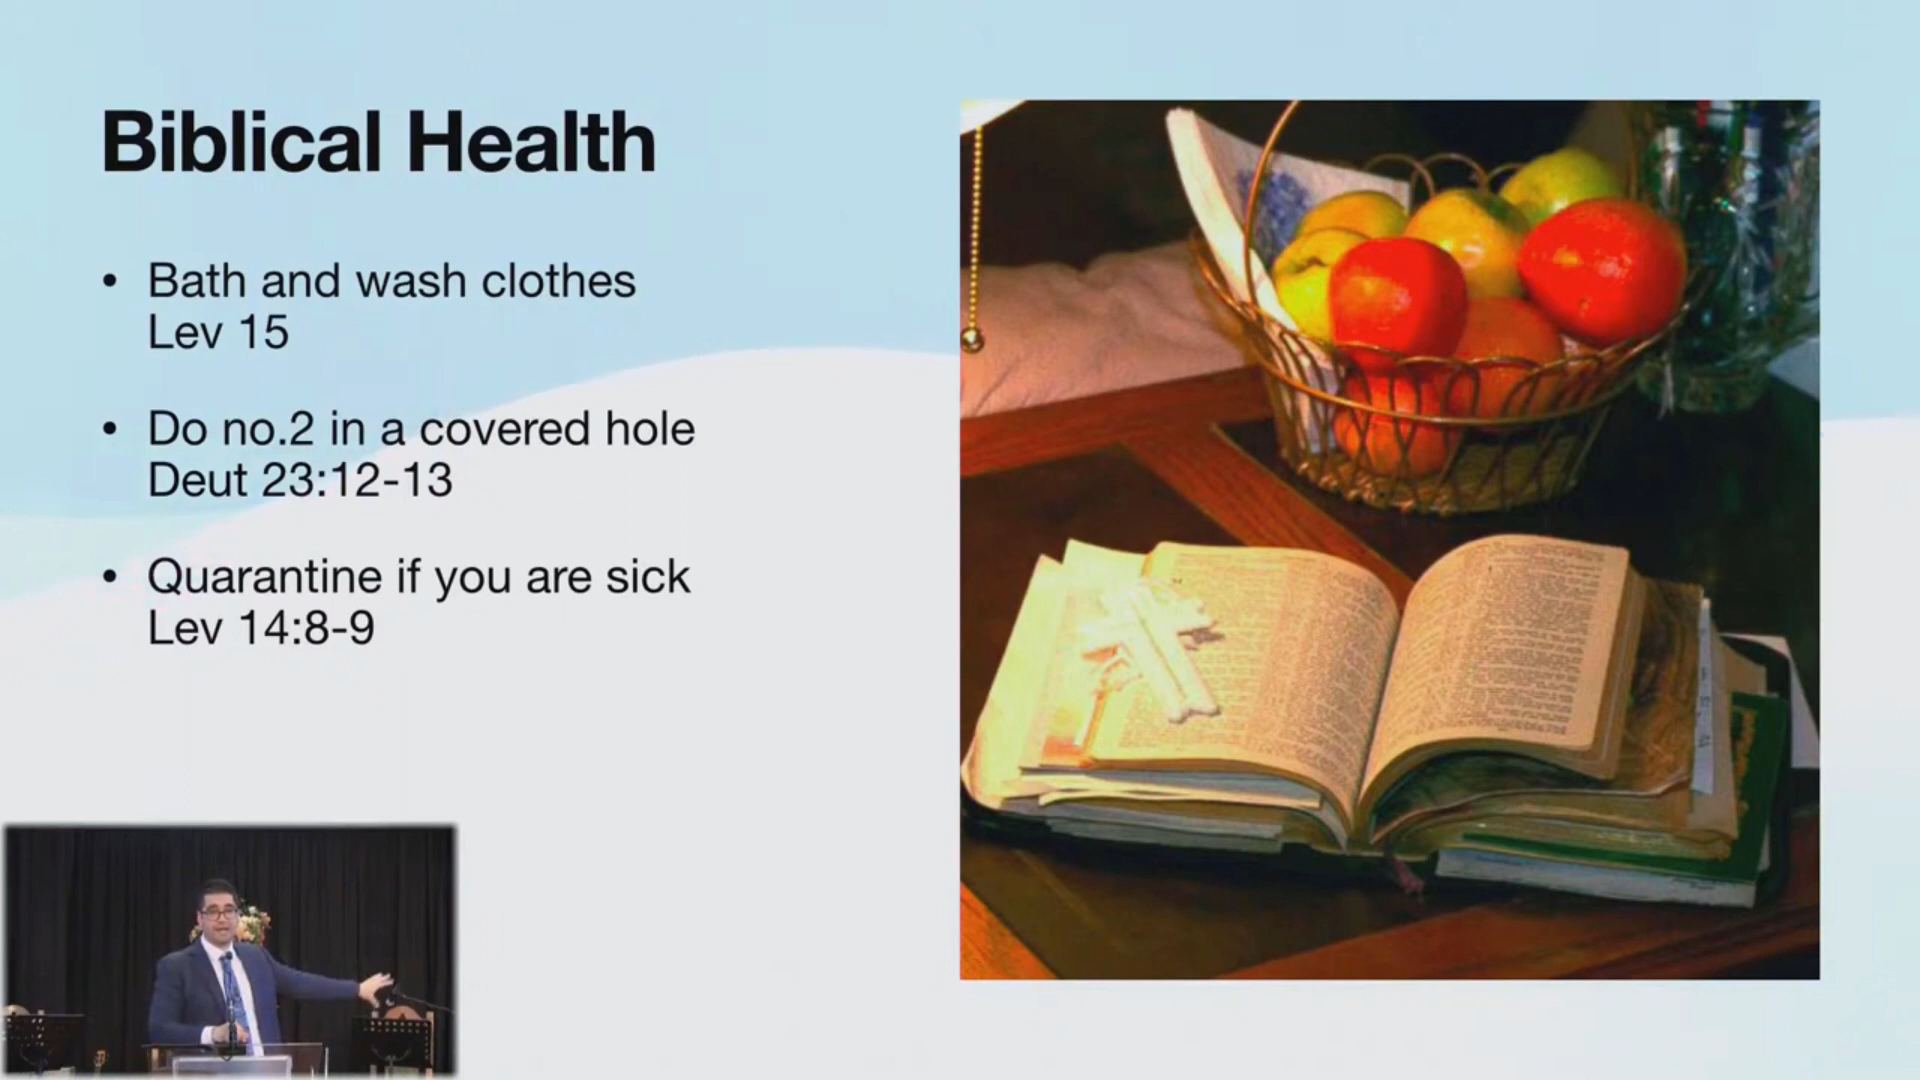 Biblical Health
• Bath and wash clothes
Lev 15
• Do no.2 in a covered hole
Deut 23:12-13
• Quarantine if you are sick
Lev 14:8-9